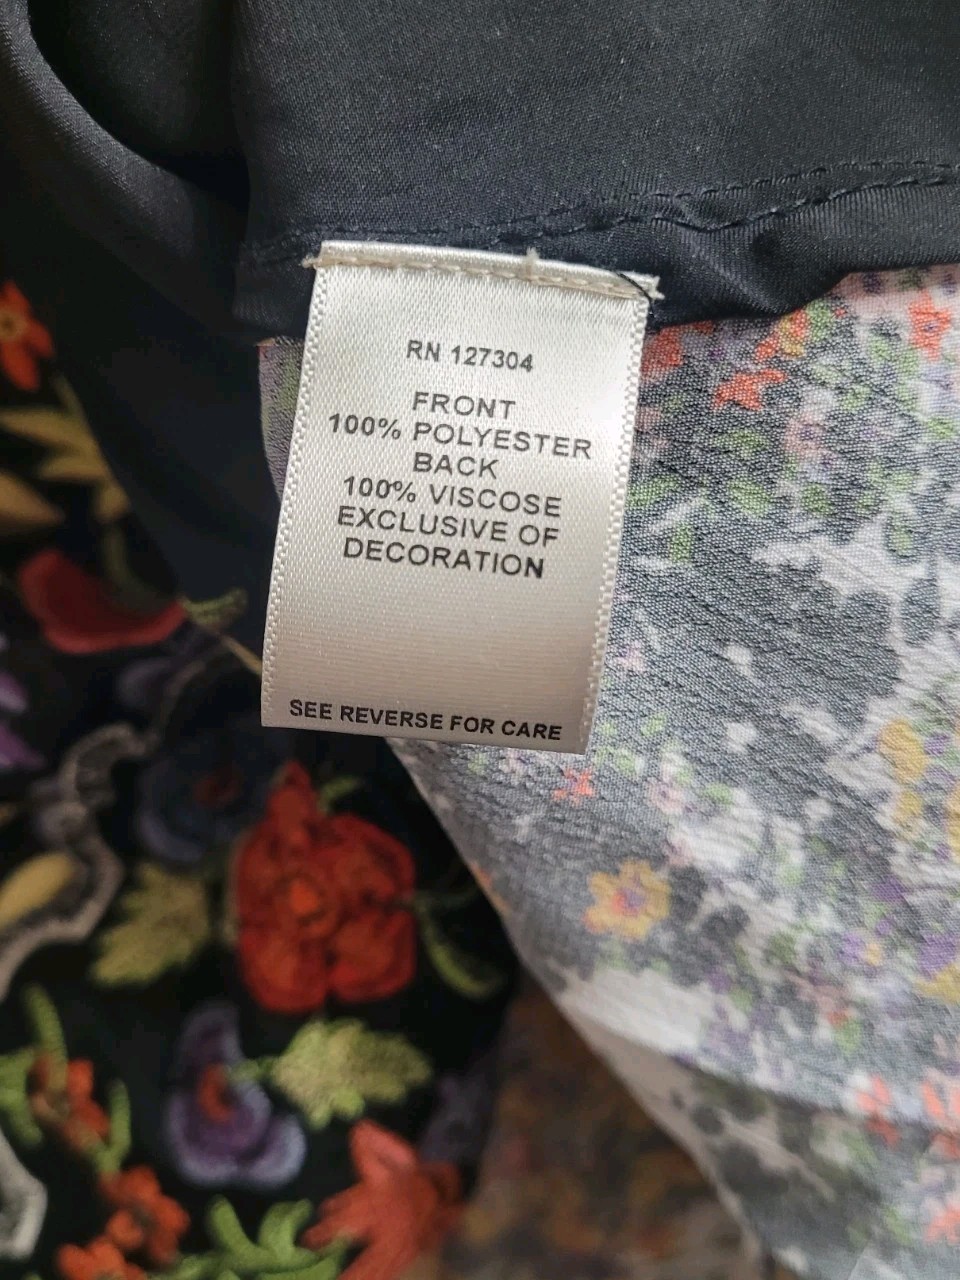 RN 127304
FRONT
100% POLYESTER
BACK
100% VISCOSE
EXCLUSIVE OF
DECORATION
SEE REVERSE FOR CARE